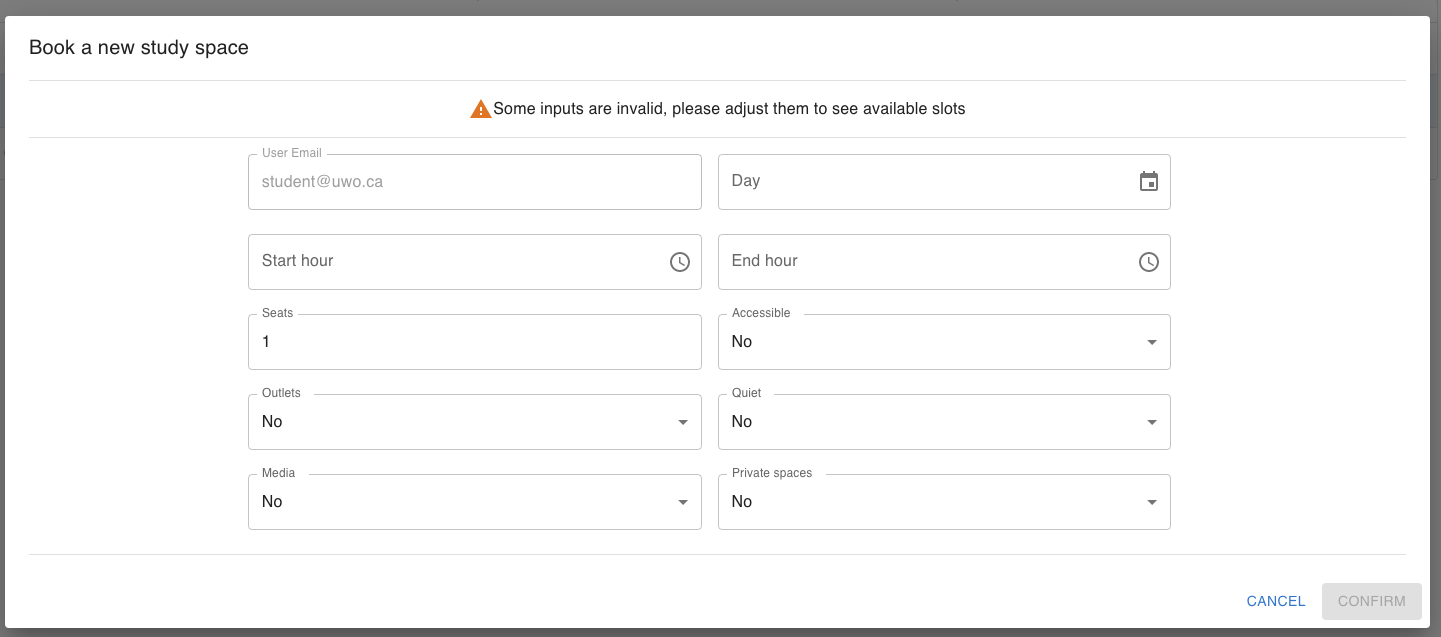 Book a new study space
Some inputs are invalid, please adjust them to see available slots
User Email
student@uwo.ca
Day
Start hour
End hour
Seats
1
Accessible
No
Outlets
No
Quiet
No
Media
No
Private spaces
No
CANCEL
CONFIRM